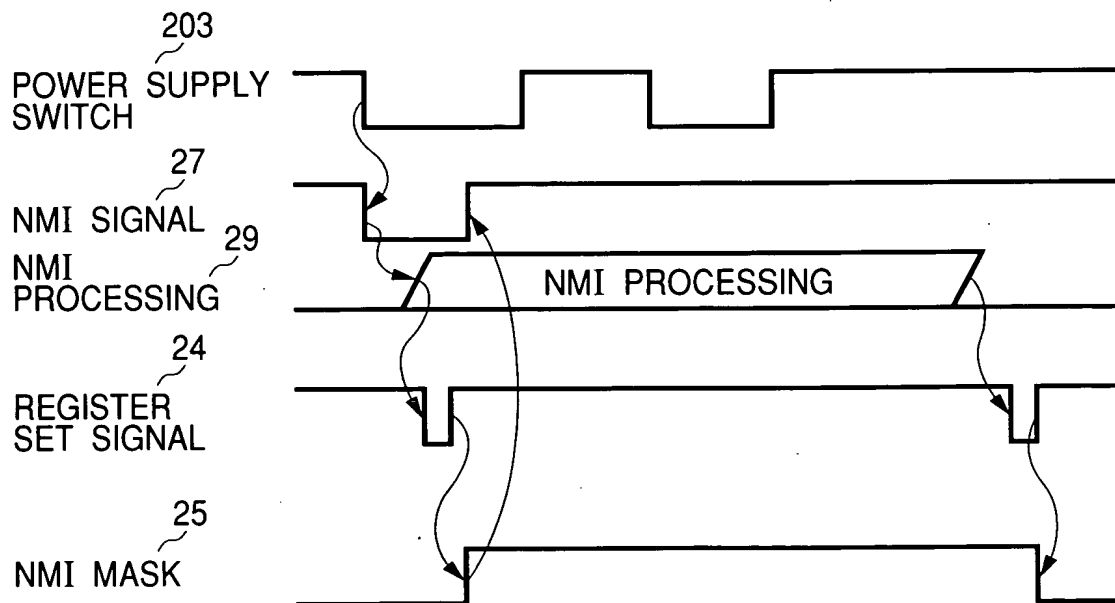 203
POWER SUPPLY
SWITCH
27
NMI SIGNAL
29
NMI
PROCESSING
NMI PROCESSING
24
REGISTER
SET SIGNAL
25
NMI MASK